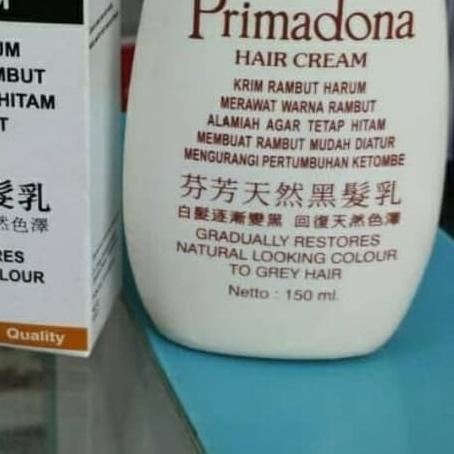 UM
MBUT
HITAM
T
髮乳
然色澤
RES
LOUR
Quality
Primadona
HAIR CREAM
KRIM RAMBUT HARUM
MERAWAT WARNA RAMBUT
ALAMIAH AGAR TETAP HITAM
MEMBUAT RAMBUT MUDAH DIATUR
MENGURANGI PERTUMBUHAN KETOMBE
芬芳天然黑髮乳
白髮逐漸變黑 回復天然色澤
GRADUALLY RESTORES
NATURAL LOOKING COLOUR
TO GREY HAIR
Netto : 150 ml.